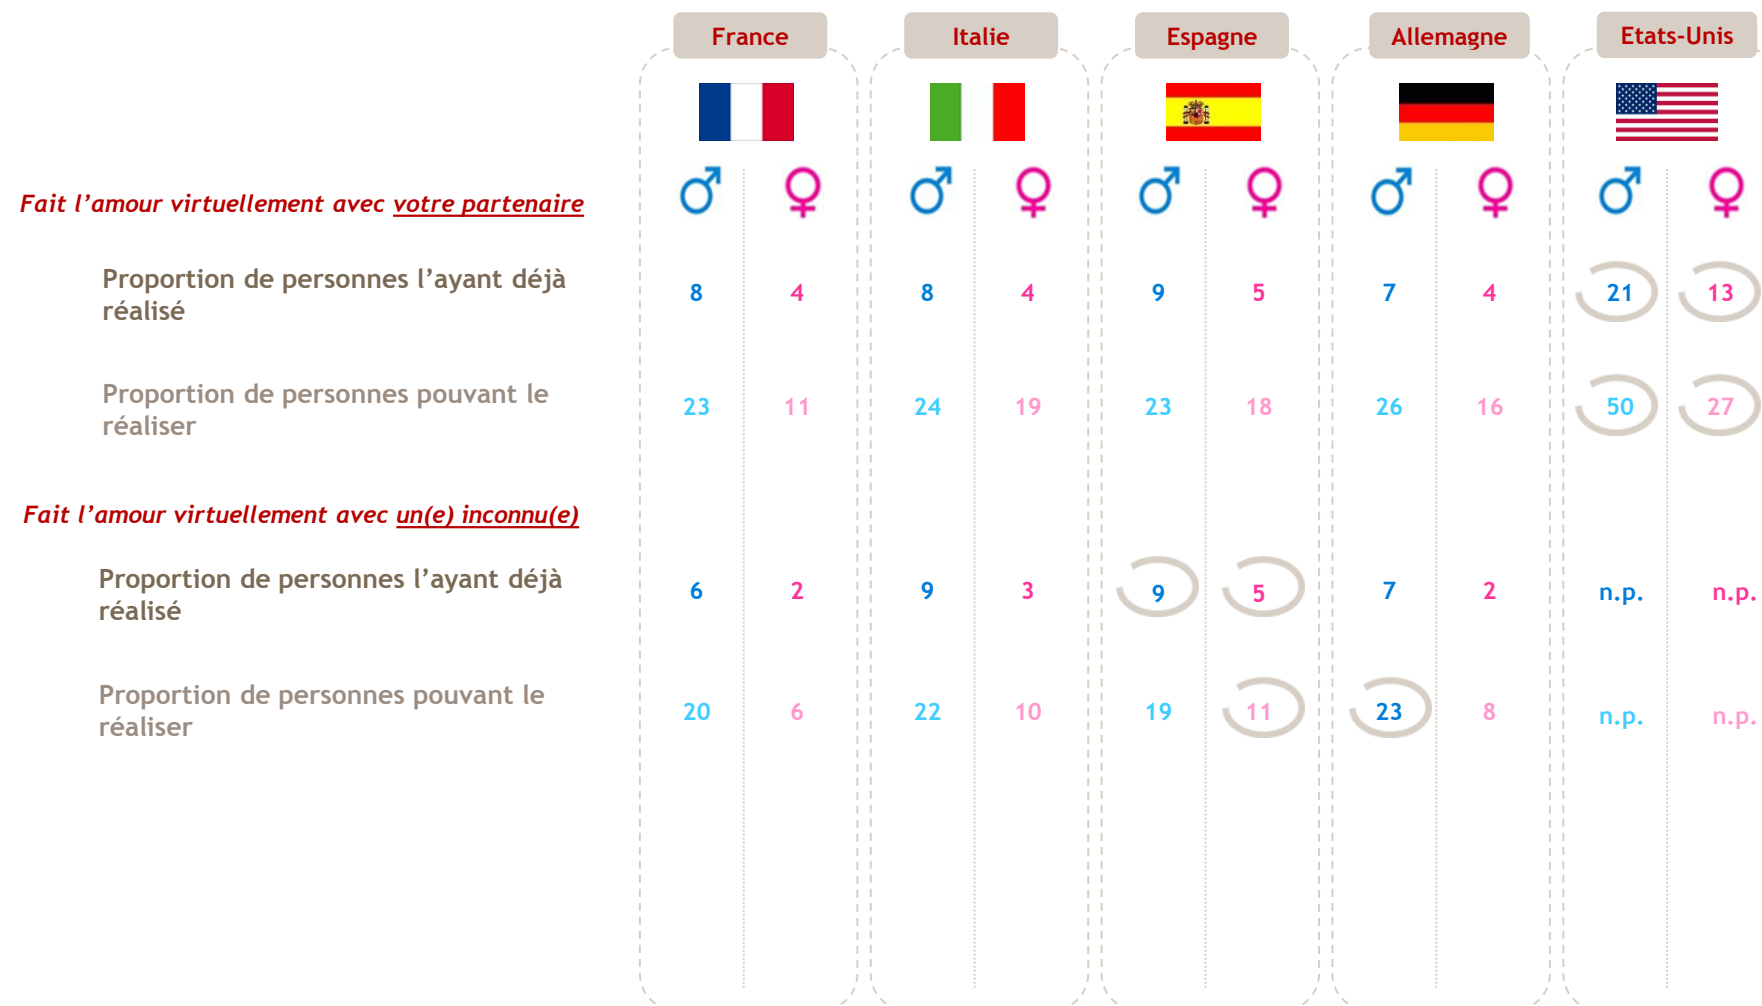 France Italie Espagne Allemagne Etats-Unis
Fait l’amour virtuellement avec votre partenaire
Proportion de personnes l’ayant déjà
réalisé
8 4 8 4 9 5 7 4 21 13
Proportion de personnes pouvant le
réaliser
23 11 24 19 23 18 26 16 50 27
Fait l’amour virtuellement avec un(e) inconnu(e)
Proportion de personnes l’ayant déjà
réalisé
6 2 9 3 9 5 7 2 n.p. n.p.
Proportion de personnes pouvant le
réaliser
20 6 22 10 19 11 23 8 n.p. n.p.